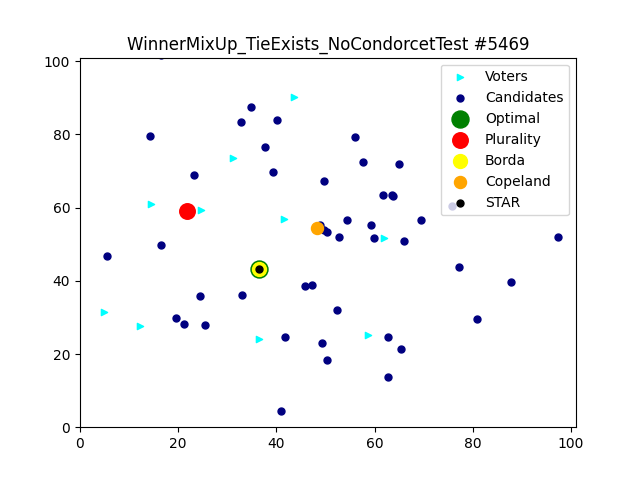 WinnerMixUp_TieExists_NoCondorcetTest #5469
100
80
60
40
20
0
0 20 40 60 80 100
Voters
Candidates
Optimal
Plurality
Borda
Copeland
STAR